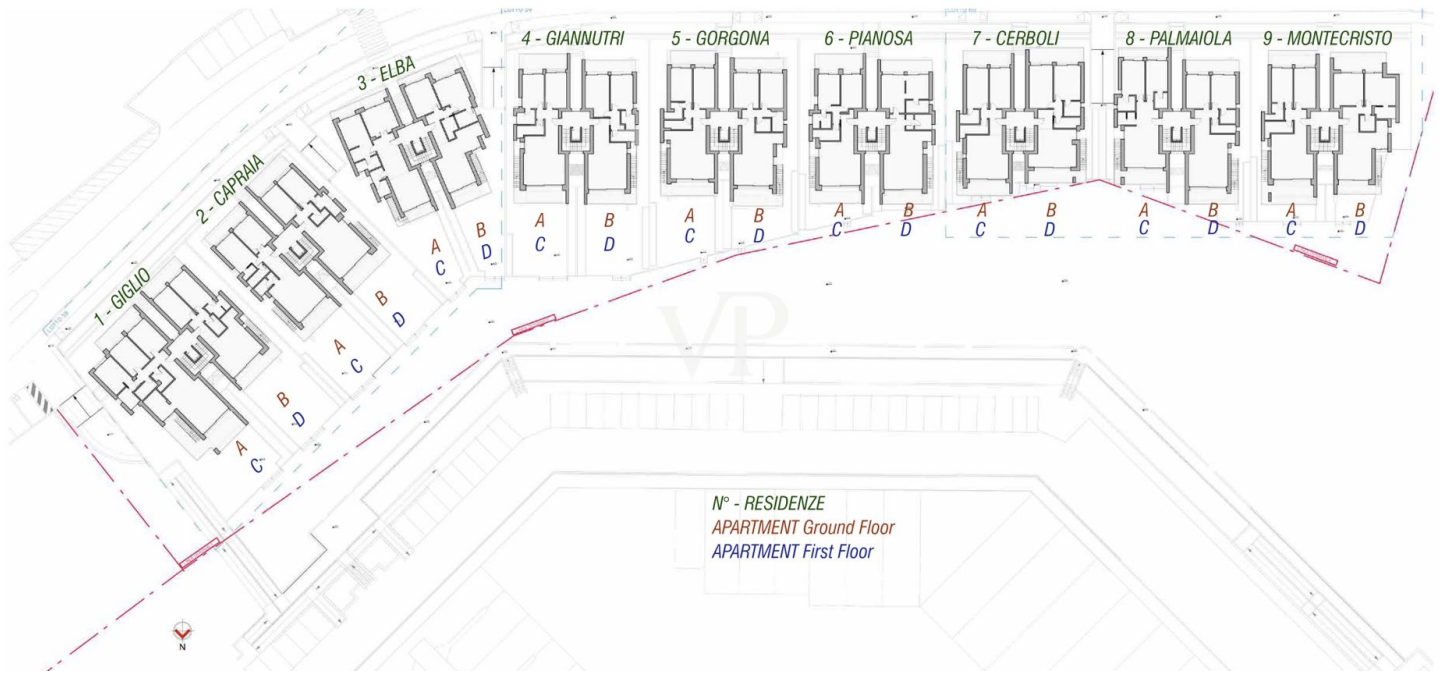 4 - GIANNUTRI
5 - GORGONA
6 - PIANOSA
7 - CERBOLI
8 - PALMAIOLA
9 - MONTECRISTO
3 - ELBA
2 - CAPRAIA
1 - GIGLIO
A B A B A B A B A B A B
C D C D C D C D C D C D
A B
C D
A B
C D
A B
C D
VP
N° - RESIDENZE
APARTMENT Ground Floor
APARTMENT First Floor
N